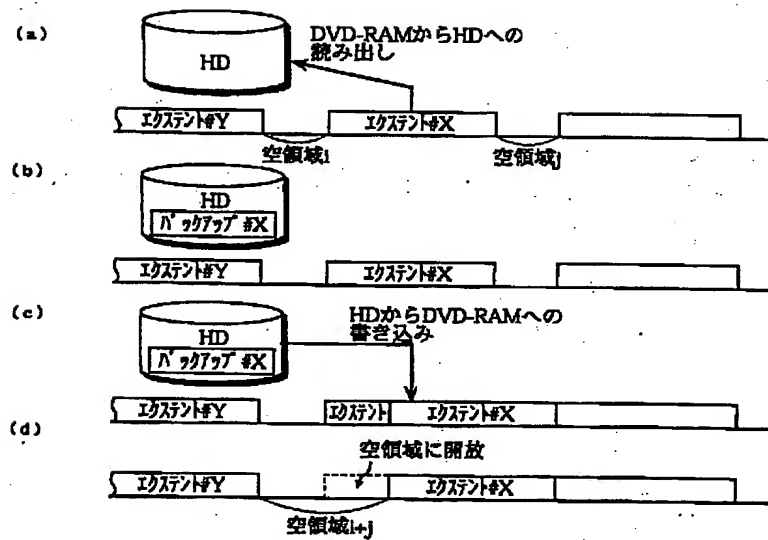 (a)
DVD-RAMからHDへの
読み出し
HD
エクステント#Y
エクステント#X
空領域i
空領域j
(b)
HD
バックアップ #X
エクステント#Y
エクステント#X
(c)
HDからDVD-RAMへの
書き込み
HD
バックアップ #X
エクステント#Y
エクステント
エクステント#X
(d)
空領域に開放
エクステント#Y
エクステント#X
空領域i+j